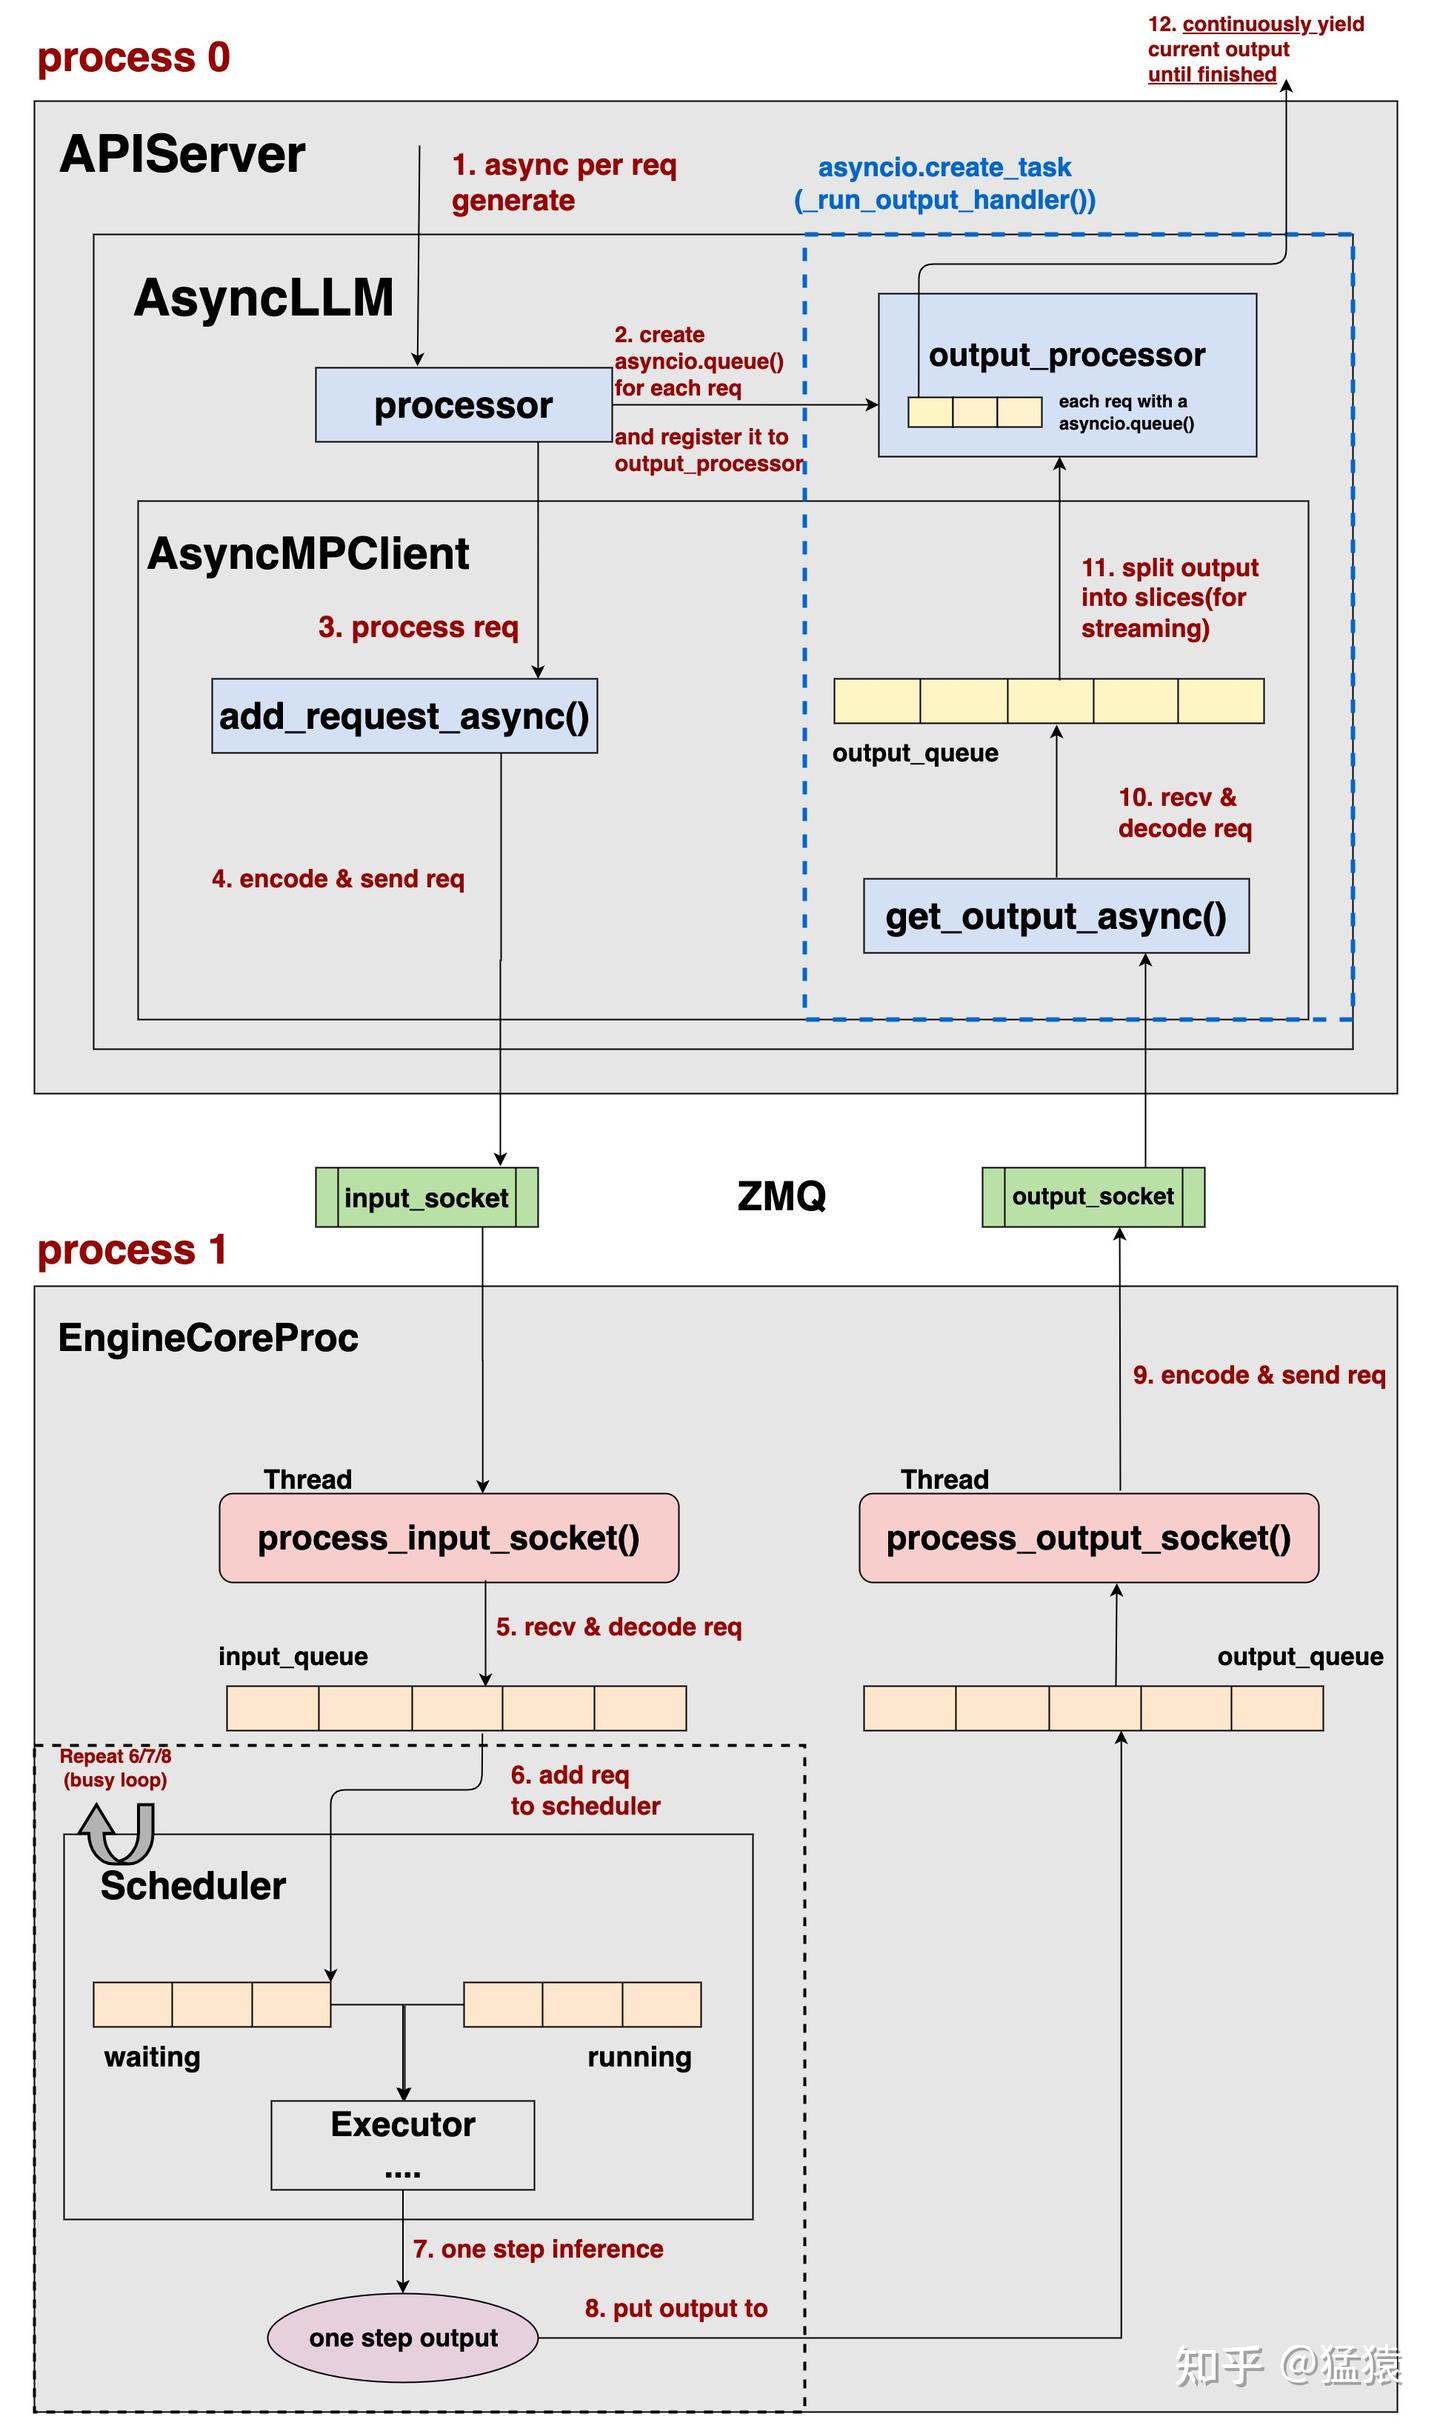 12. continuously yield
current output
until finished
process 0
APIServer
1. async per req
generate
asyncio.create_task
(_run_output_handler())
AsyncLLM
2. create
asyncio.queue()
for each req
output_processor
processor
each req with a
asyncio.queue()
and register it to
output_processor
AsyncMPClient
11. split output
into slices(for
streaming)
3. process req
add_request_async()
output_queue
10. recv &
decode req
4. encode & send req
get_output_async()
input_socket
ZMQ
output_socket
process 1
EngineCoreProc
9. encode & send req
Thread
process_input_socket()
Thread
process_output_socket()
5. recv & decode req
input_queue
output_queue
Repeat 6/7/8
(busy loop)
6. add req
to scheduler
Scheduler
waiting
running
Executor
....
7. one step inference
8. put output to
one step output
知乎 @猛猿